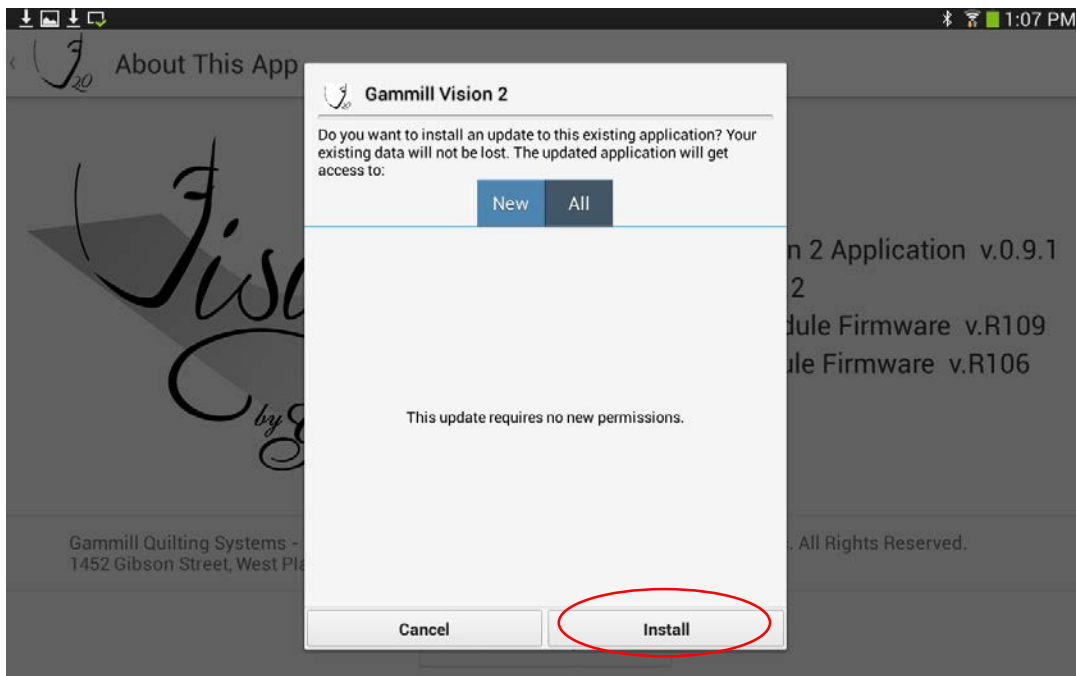 1:07 PM
20
About This App
Gammill Vision 2
Do you want to install an update to this existing application? Your
existing data will not be lost. The updated application will get
access to:
New All
n 2 Application v.0.9.1
2
dule Firmware v.R109
ule Firmware v.R106
by
This update requires no new permissions.
Gammill Quilting Systems -
. All Rights Reserved.
1452 Gibson Street, West Pla
Cancel Install